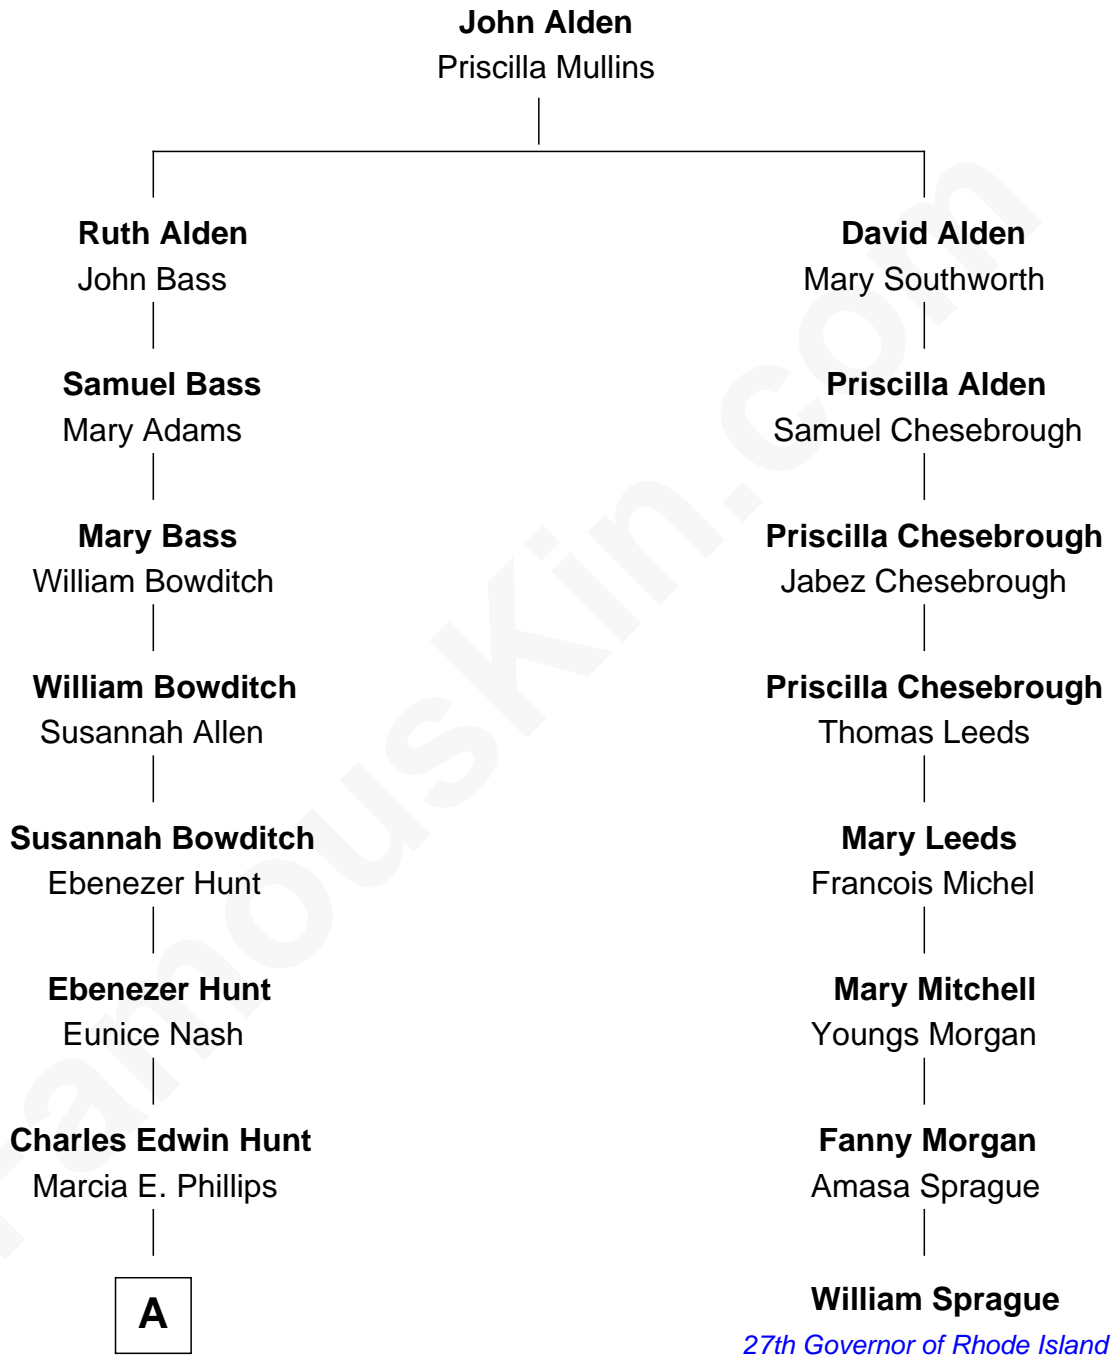 John Alden
Priscilla Mullins
Ruth Alden
John Bass
Samuel Bass
Mary Adams
Mary Bass
William Bowditch
William Bowditch
Susannah Allen
Susannah Bowditch
Ebenezer Hunt
Ebenezer Hunt
Eunice Nash
Charles Edwin Hunt
Marcia E. Phillips
A
David Alden
Mary Southworth
Priscilla Alden
Samuel Chesebrough
Priscilla Chesebrough
Jabez Chesebrough
Priscilla Chesebrough
Thomas Leeds
Mary Leeds
Francois Michel
Mary Mitchell
Youngs Morgan
Fanny Morgan
Amasa Sprague
William Sprague
27th Governor of Rhode Island
FamousKin.com